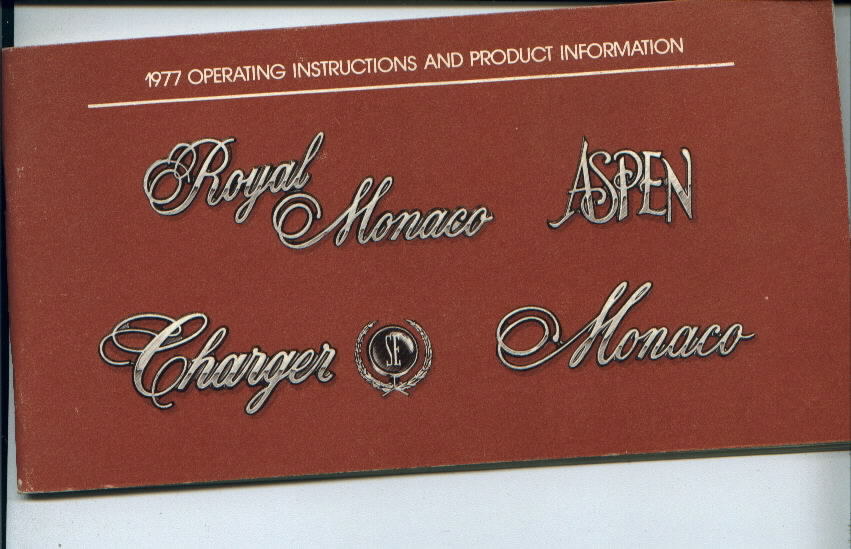 1977 OPERATING INSTRUCTIONS AND PRODUCT INFORMATION
Royal
Monaco
ASPEN
Charger SE
Monaco